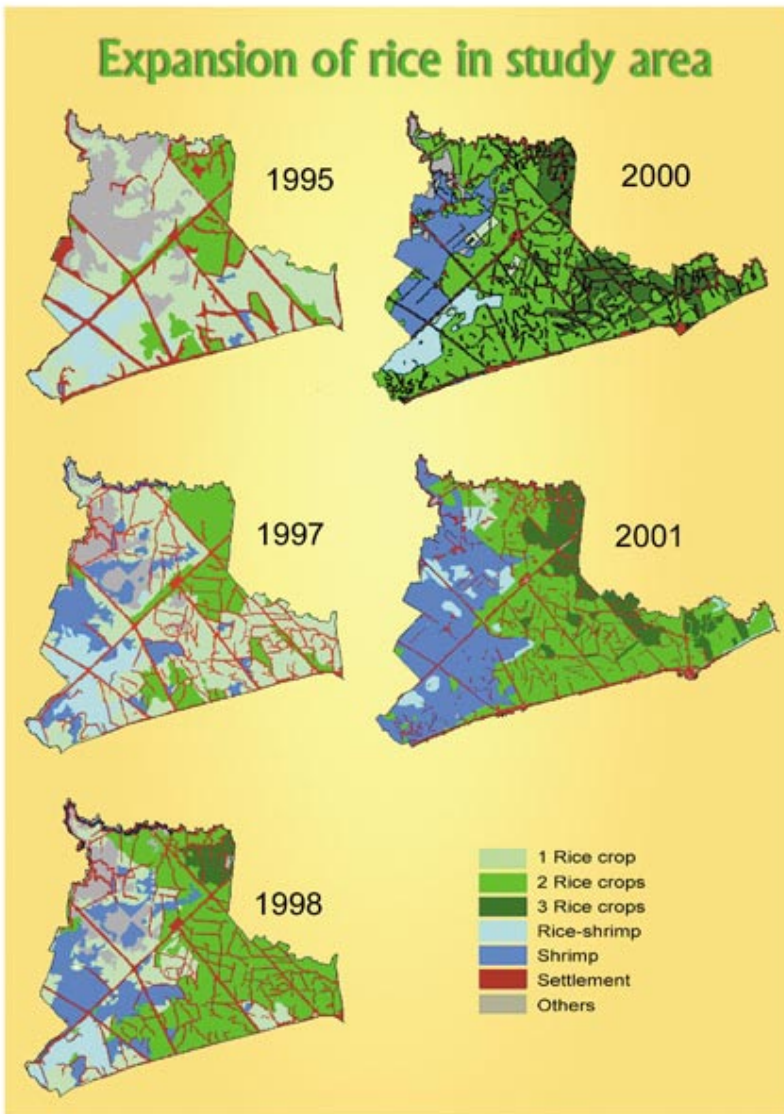 Expansion of rice in study area
1995
2000
1997
2001
1998
1 Rice crop
2 Rice crops
3 Rice crops
Rice-shrimp
Shrimp
Settlement
Others